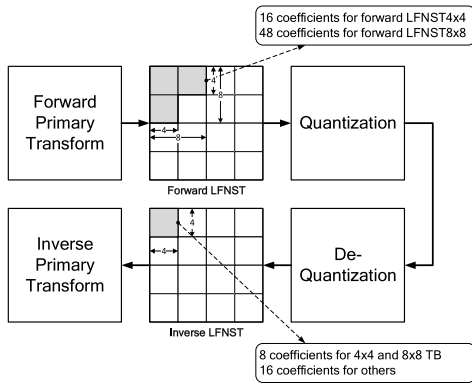 16 coefficients for forward LFNST4x4
48 coefficients for forward LFNST8x8
Forward
Primary
Transform
4
8
4
8
Forward LFNST
Quantization
Inverse
Primary
Transform
4
4
Inverse LFNST
De-
Quantization
8 coefficients for 4x4 and 8x8 TB
16 coefficients for others